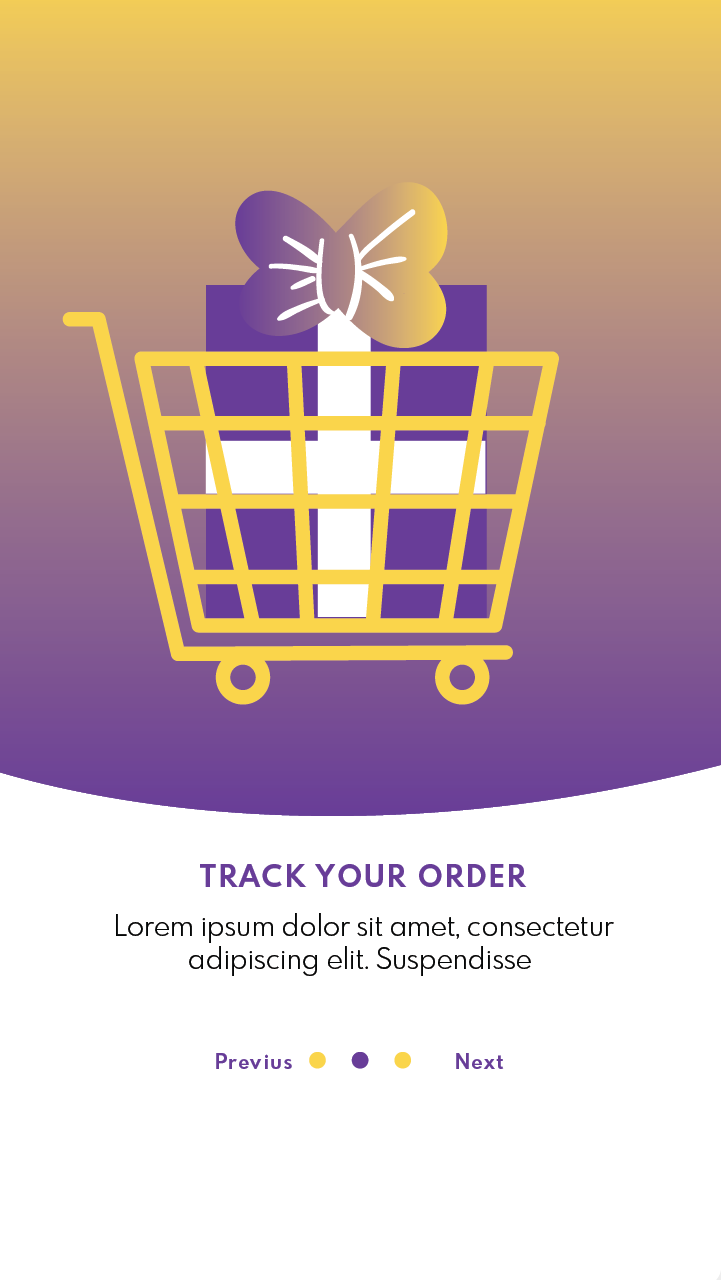 TRACK YOUR ORDER
Lorem ipsum dolor sit amet, consectetur
adipiscing elit. Suspendisse
Previus Next